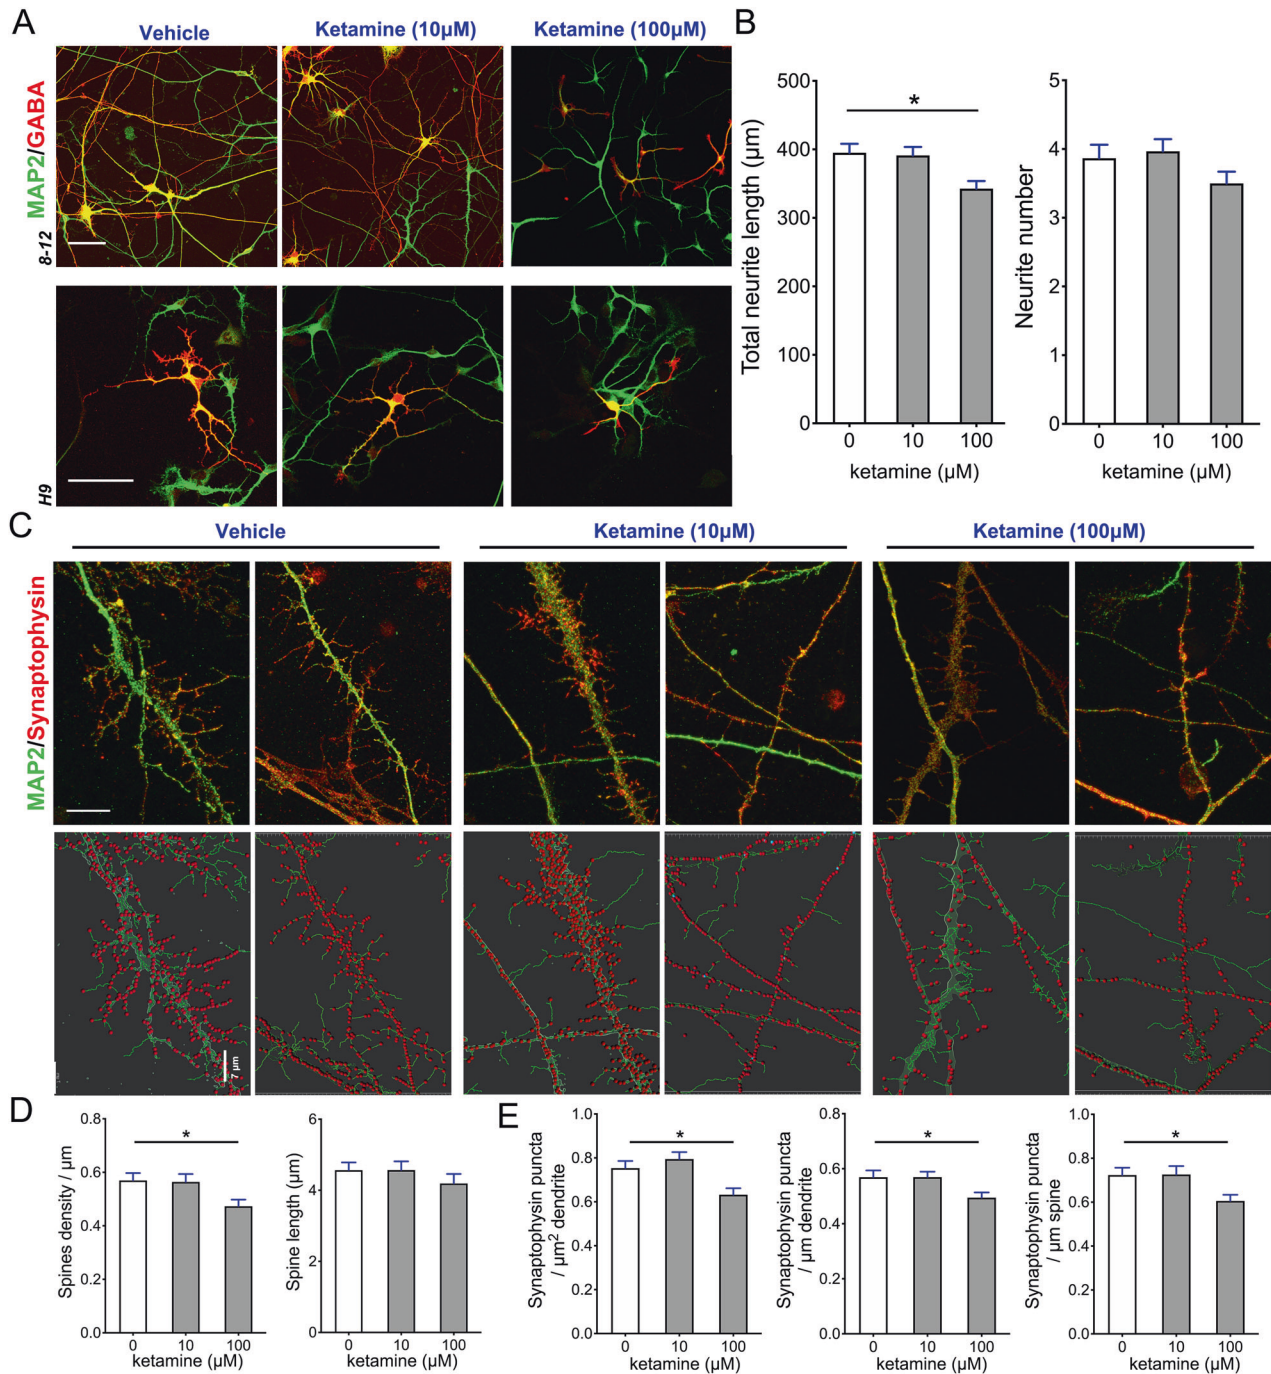 A
Vehicle
Ketamine (10µM)
Ketamine (100µM)
MAP2/GABA
8-12
H9
B
Total neurite length (µm)
500
400
300
200
100
0
*
0 10 100
ketamine (µM)
Neurite number
5
4
3
2
1
0
0 10 100
ketamine (µM)
C
Vehicle
Ketamine (10µM)
Ketamine (100µM)
MAP2/Synaptophysin
7 µm
D
Spines density / µm
0.8
0.6
0.4
0.2
0.0
*
0 10 100
ketamine (µM)
Spine length (µm)
6
4
2
0
0 10 100
ketamine (µM)
E
Synaptophysin puncta
/ µm² dendrite
1.0
0.8
0.6
0.4
0.2
0.0
*
0 10 100
ketamine (µM)
Synaptophysin puncta
/ µm dendrite
0.8
0.6
0.4
0.2
0.0
*
0 10 100
ketamine (µM)
Synaptophysin puncta
/ µm spine
1.0
0.8
0.6
0.4
0.2
0.0
*
0 10 100
ketamine (µM)